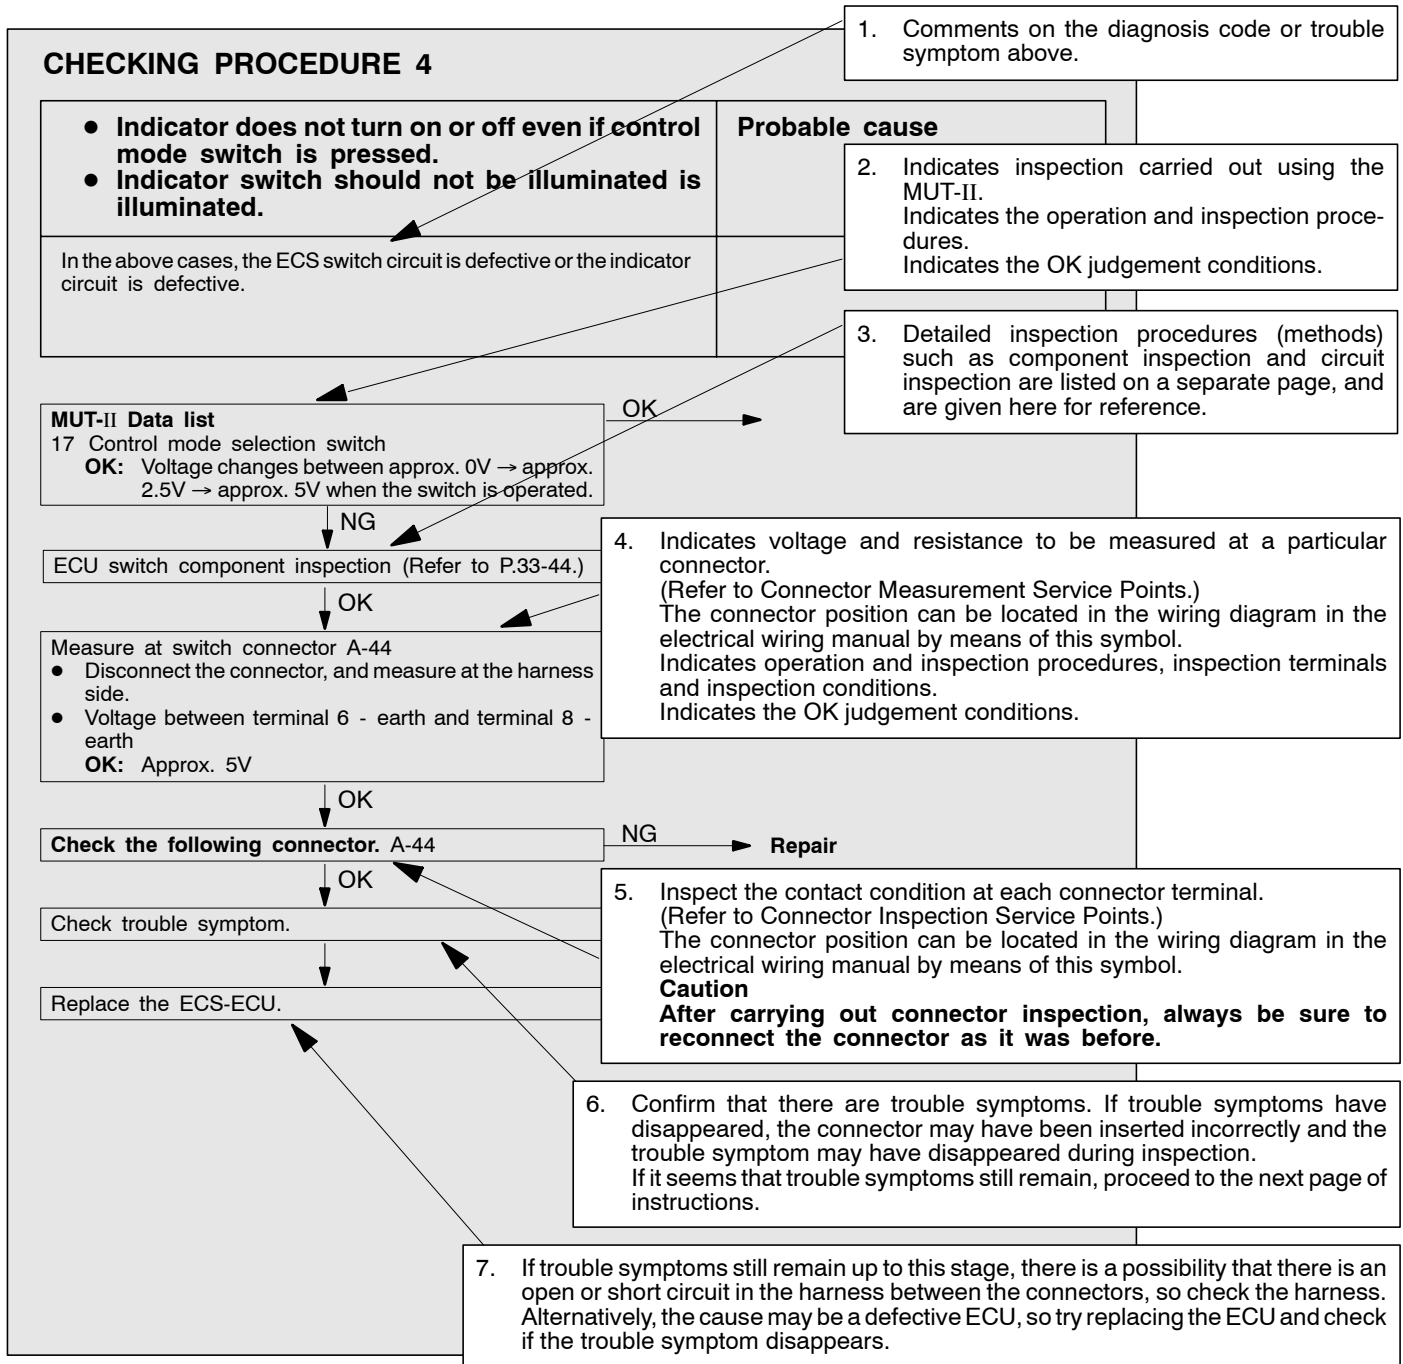 CHECKING PROCEDURE 4
● Indicator does not turn on or off even if control
mode switch is pressed.
● Indicator switch should not be illuminated is
illuminated.
Probable cause
In the above cases, the ECS switch circuit is defective or the indicator
circuit is defective.
1. Comments on the diagnosis code or trouble
symptom above.
2. Indicates inspection carried out using the
MUT-II.
Indicates the operation and inspection proce-
dures.
Indicates the OK judgement conditions.
3. Detailed inspection procedures (methods)
such as component inspection and circuit
inspection are listed on a separate page, and
are given here for reference.
MUT-II Data list
17 Control mode selection switch
OK: Voltage changes between approx. 0V → approx.
2.5V → approx. 5V when the switch is operated.
OK
NG
ECU switch component inspection (Refer to P.33-44.)
OK
Measure at switch connector A-44
● Disconnect the connector, and measure at the harness
side.
● Voltage between terminal 6 - earth and terminal 8 -
earth
OK: Approx. 5V
4. Indicates voltage and resistance to be measured at a particular
connector.
(Refer to Connector Measurement Service Points.)
The connector position can be located in the wiring diagram in the
electrical wiring manual by means of this symbol.
Indicates operation and inspection procedures, inspection terminals
and inspection conditions.
Indicates the OK judgement conditions.
OK
Check the following connector. A-44
NG
Repair
OK
Check trouble symptom.
Replace the ECS-ECU.
5. Inspect the contact condition at each connector terminal.
(Refer to Connector Inspection Service Points.)
The connector position can be located in the wiring diagram in the
electrical wiring manual by means of this symbol.
Caution
After carrying out connector inspection, always be sure to
reconnect the connector as it was before.
6. Confirm that there are trouble symptoms. If trouble symptoms have
disappeared, the connector may have been inserted incorrectly and the
trouble symptom may have disappeared during inspection.
If it seems that trouble symptoms still remain, proceed to the next page of
instructions.
7. If trouble symptoms still remain up to this stage, there is a possibility that there is an
open or short circuit in the harness between the connectors, so check the harness.
Alternatively, the cause may be a defective ECU, so try replacing the ECU and check
if the trouble symptom disappears.